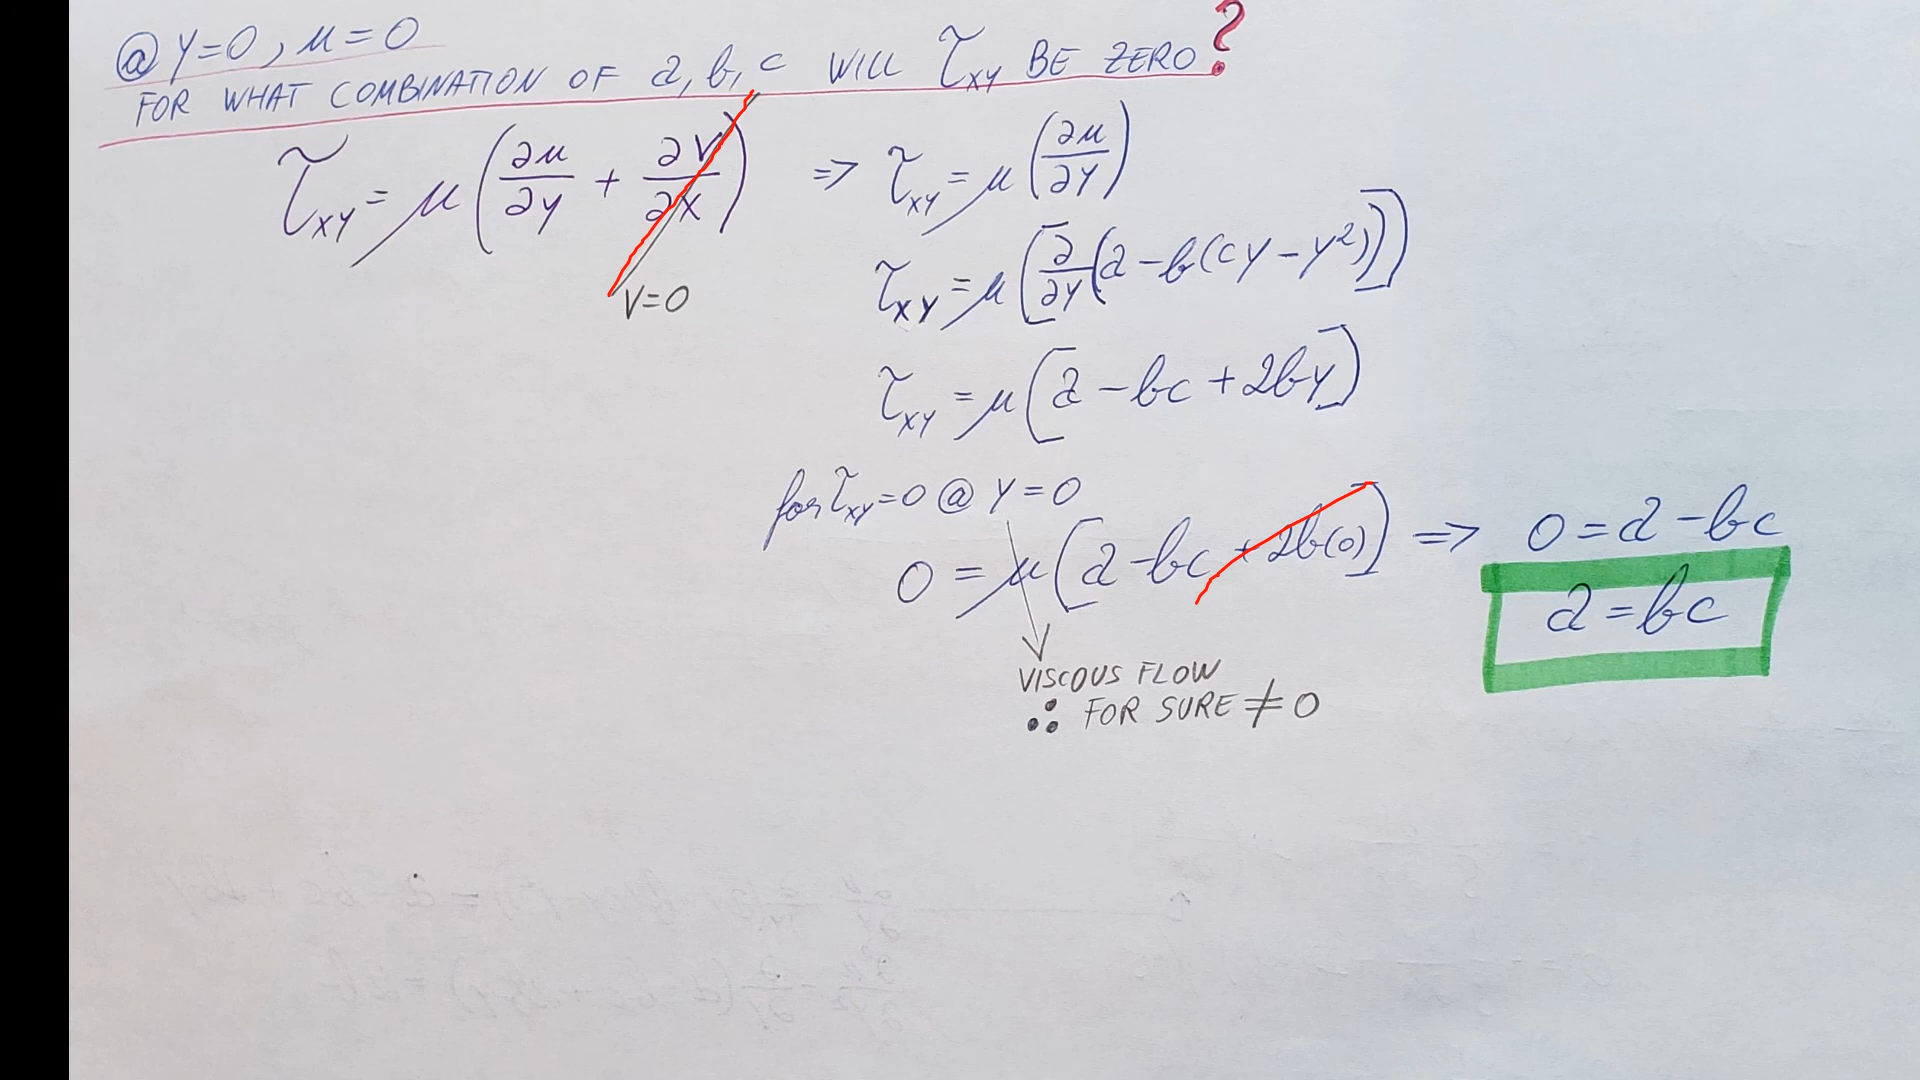 @ y=0, u=0
FOR WHAT COMBINATION OF a, b, c WILL τxy BE ZERO?
τxy = μ(∂u/∂y + ∂V/∂x) ⇒ τxy = μ(∂u/∂y)
V=0
τxy = μ[∂/∂y(a-b(cy-y²))]
τxy = μ[a-bc+2by]
for τxy=0 @ y=0
0 = μ[a-bc+2b(0)] ⇒ 0=a-bc
a=bc
VISCOUS FLOW
∴ FOR SURE ≠ 0